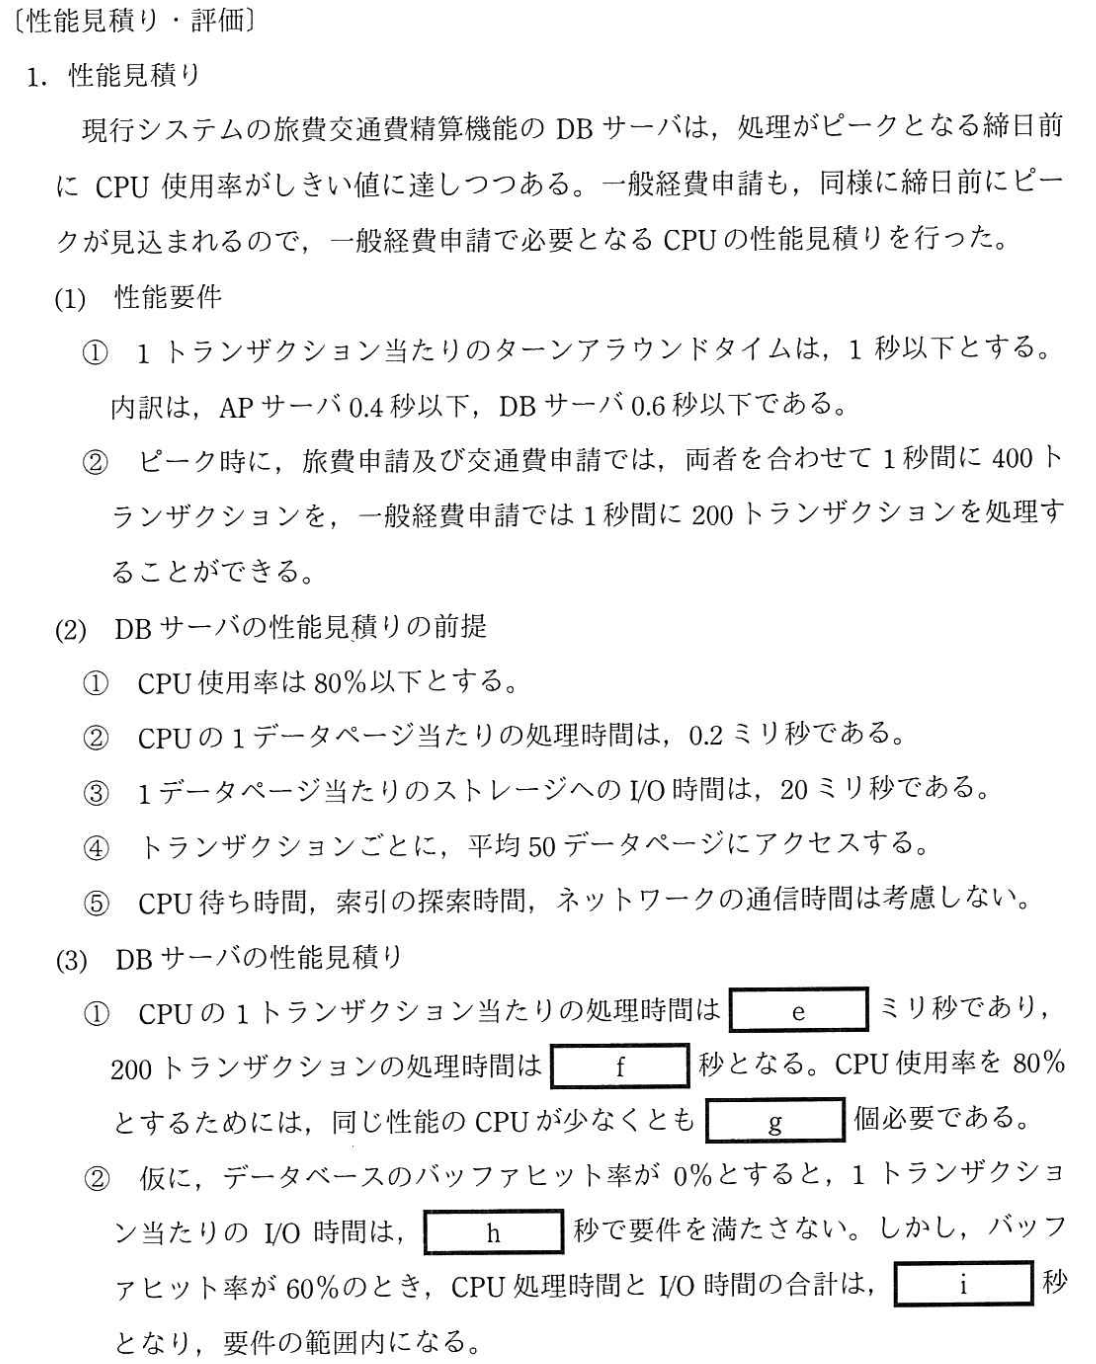 〔性能見積り・評価〕
1. 性能見積り
現行システムの旅費交通費精算機能の DB サーバは，処理がピークとなる締日前
に CPU 使用率がしきい値に達しつつある。一般経費申請も，同様に締日前にピー
クが見込まれるので，一般経費申請で必要となる CPU の性能見積りを行った。
(1) 性能要件
① 1 トランザクション当たりのターンアラウンドタイムは，1 秒以下とする。
内訳は，AP サーバ 0.4 秒以下，DB サーバ 0.6 秒以下である。
② ピーク時に，旅費申請及び交通費申請では，両者を合わせて 1 秒間に 400 ト
ランザクションを，一般経費申請では 1 秒間に 200 トランザクションを処理す
ることができる。
(2) DB サーバの性能見積りの前提
① CPU 使用率は 80％以下とする。
② CPU の 1 データページ当たりの処理時間は，0.2 ミリ秒である。
③ 1 データページ当たりのストレージへの I/O 時間は，20 ミリ秒である。
④ トランザクションごとに，平均 50 データページにアクセスする。
⑤ CPU 待ち時間，索引の探索時間，ネットワークの通信時間は考慮しない。
(3) DB サーバの性能見積り
① CPU の 1 トランザクション当たりの処理時間は e ミリ秒であり，
200 トランザクションの処理時間は f 秒となる。CPU 使用率を 80％
とするためには，同じ性能の CPU が少なくとも g 個必要である。
② 仮に，データベースのバッファヒット率が 0％とすると，1 トランザクショ
ン当たりの I/O 時間は， h 秒で要件を満たさない。しかし，バッフ
ァヒット率が 60％のとき，CPU 処理時間と I/O 時間の合計は， i 秒
となり，要件の範囲内になる。